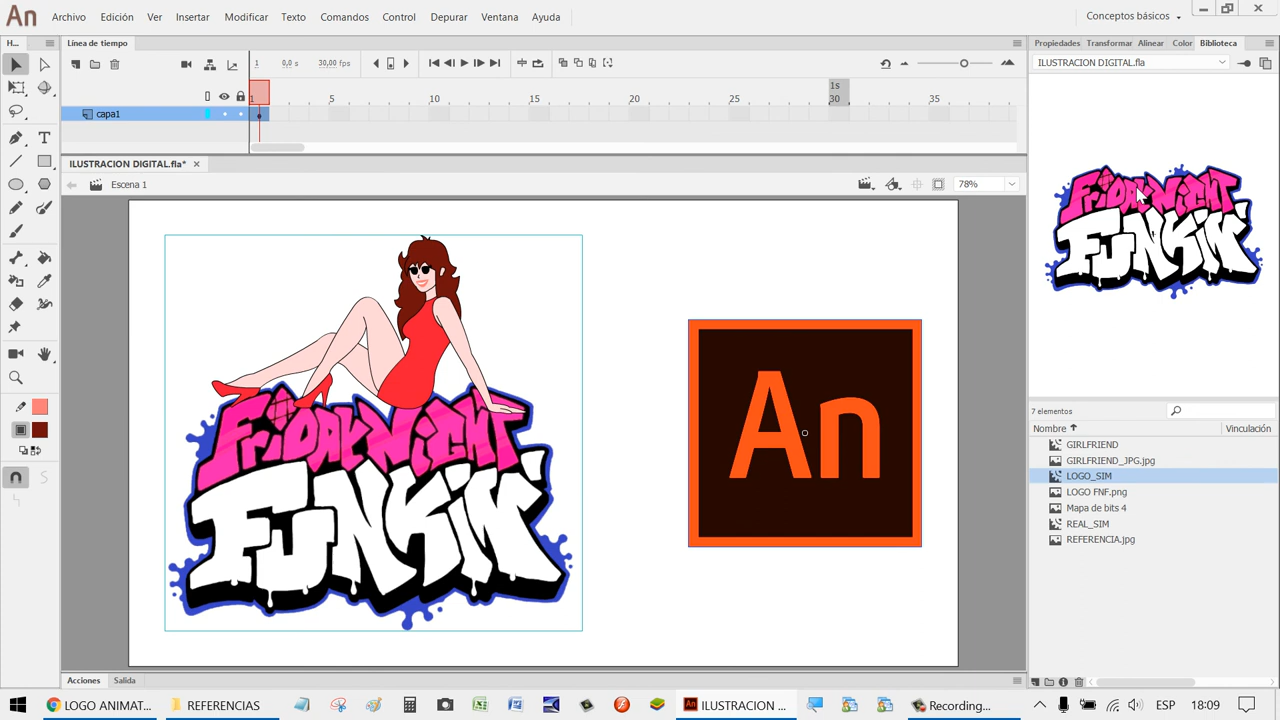 An Archivo Edición Ver Insertar Modificar Texto Comandos Control Depurar Ventana Ayuda Conceptos básicos
H... Línea de tiempo Propiedades Transformar Alinear Color Biblioteca
1 0,0 s 30,00 fps ILUSTRACION DIGITAL.fla
1s
1 5 10 15 20 25 30 35
capa1
ILUSTRACION DIGITAL.fla*
Escena 1 78%
FRIDAY NIGHT
FUNKIN'
FRIDAY NIGHT
FUNKIN'
An
7 elementos
Nombre Vinculación
GIRLFRIEND
GIRLFRIEND_JPG.jpg
LOGO_SIM
LOGO FNF.png
Mapa de bits 4
REAL_SIM
REFERENCIA.jpg
Acciones Salida
LOGO ANIMAT... REFERENCIAS An ILUSTRACION ... Recording... ESP 18:09